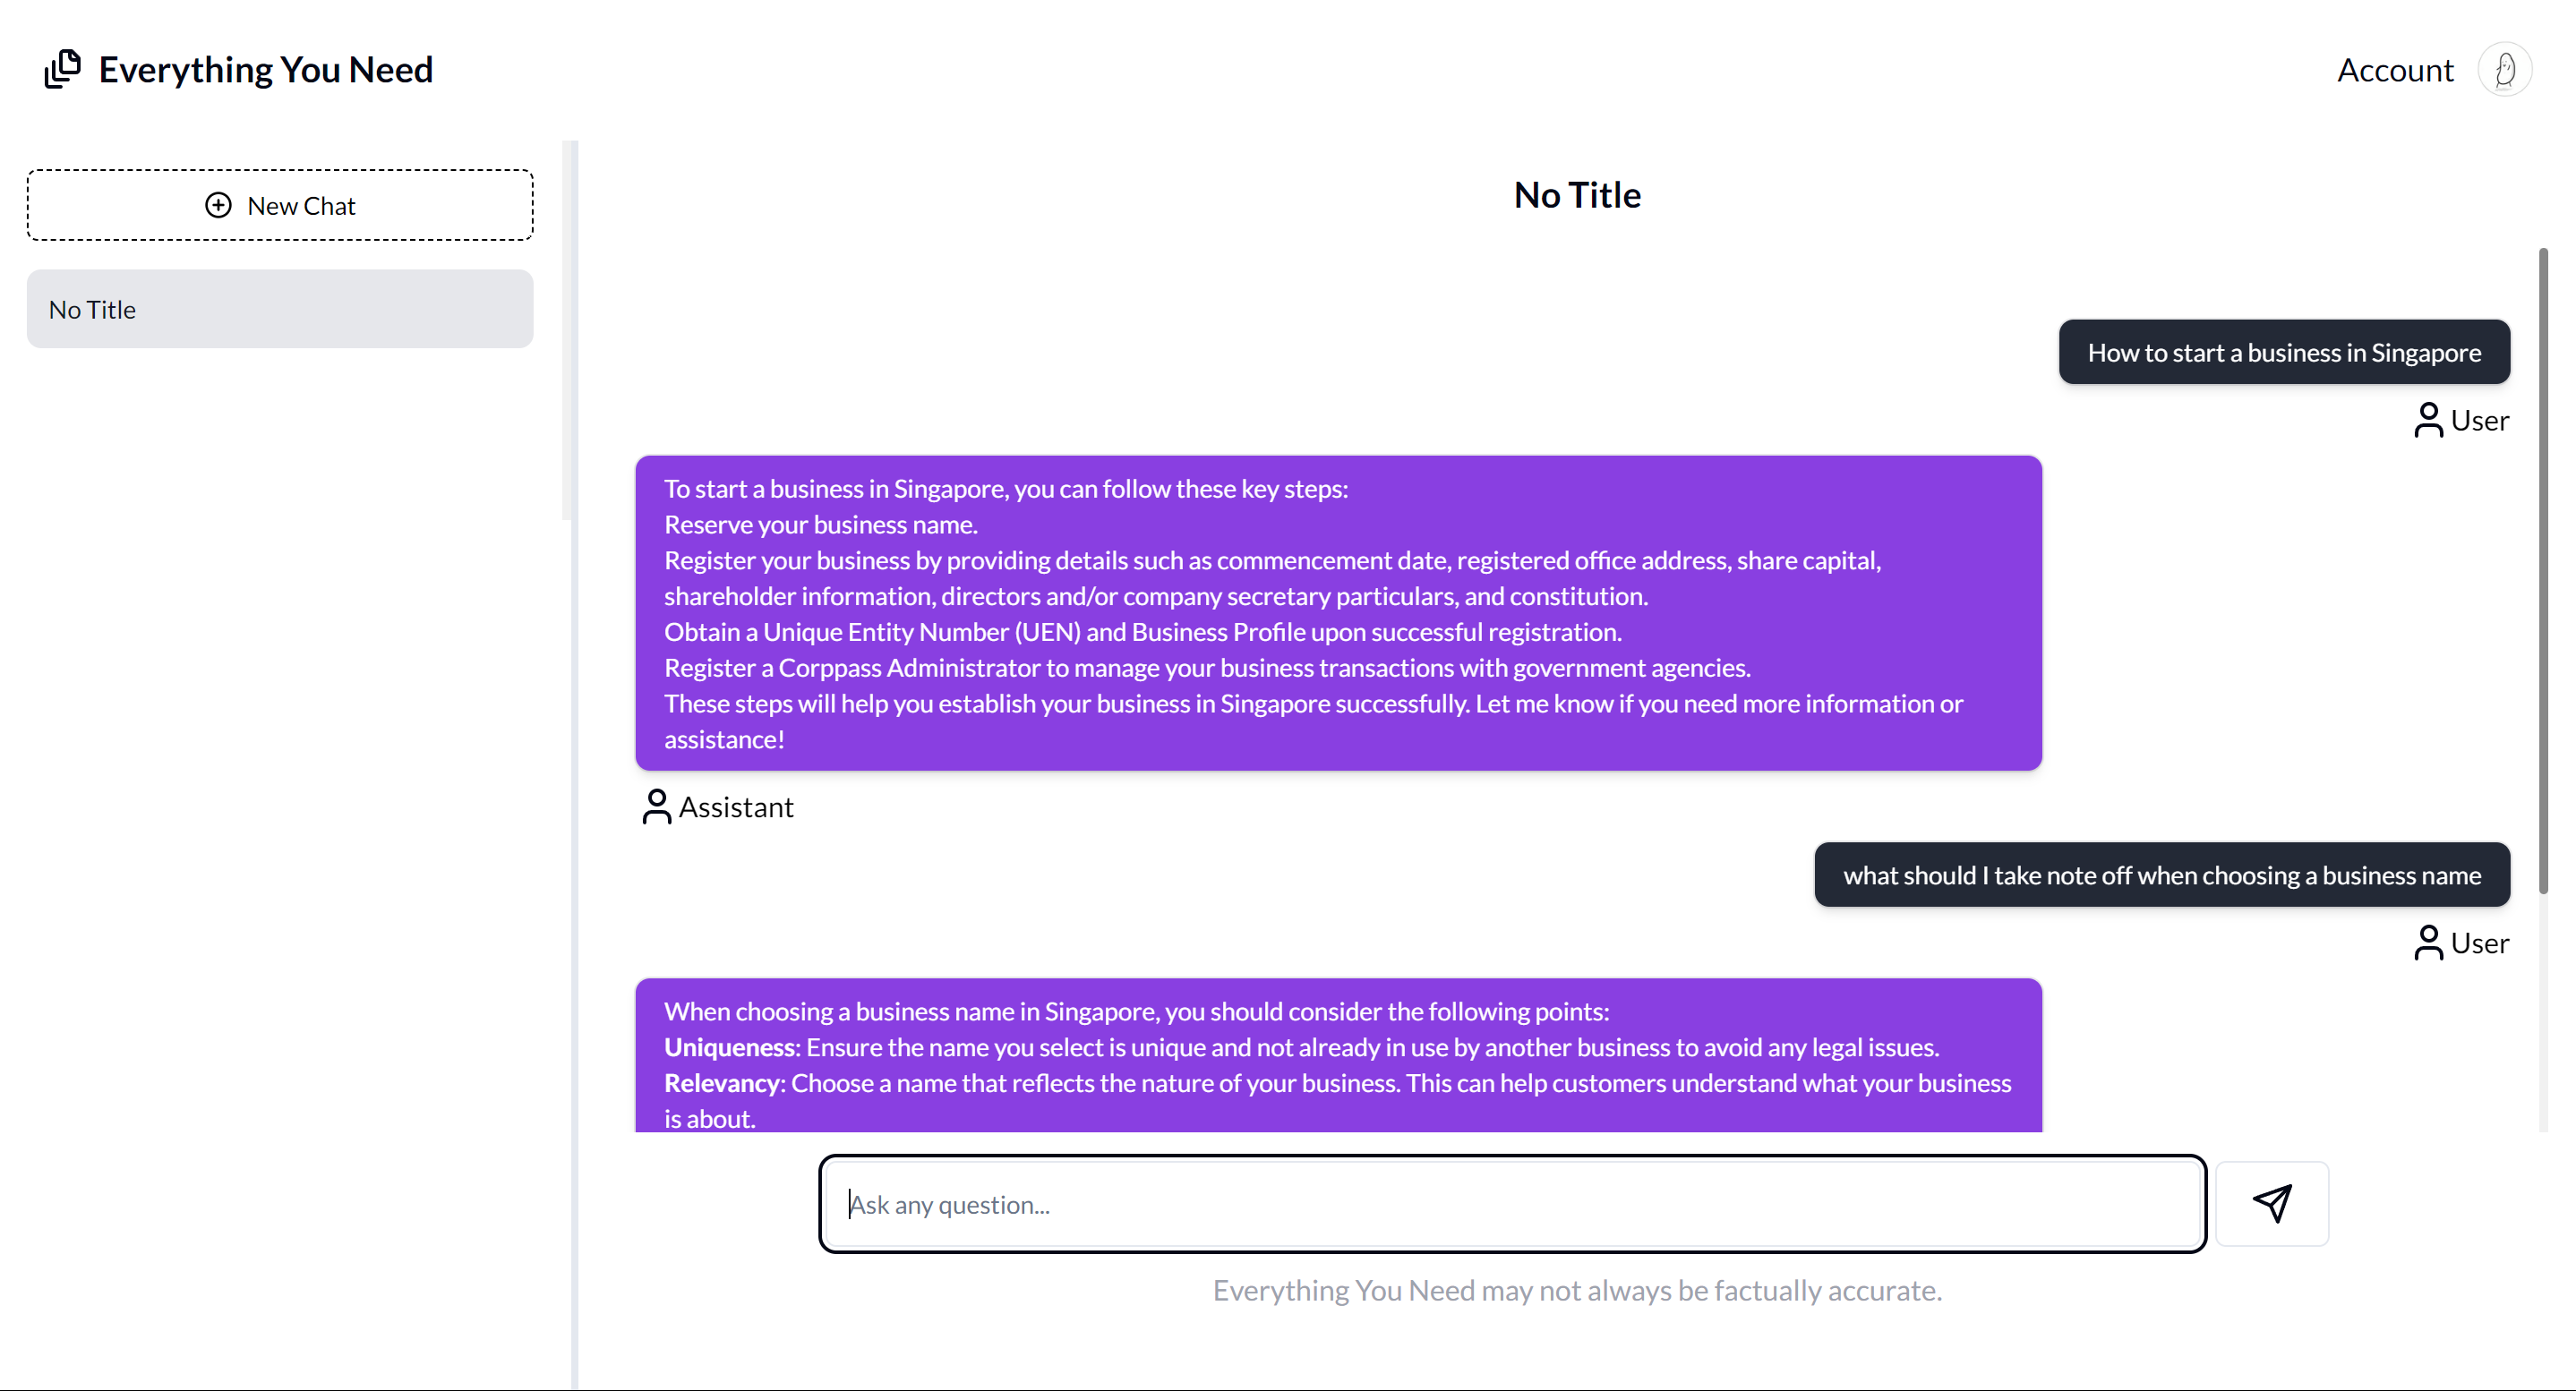 Everything You Need
Account
New Chat
No Title
No Title
How to start a business in Singapore
User
To start a business in Singapore, you can follow these key steps:
Reserve your business name.
Register your business by providing details such as commencement date, registered office address, share capital,
shareholder information, directors and/or company secretary particulars, and constitution.
Obtain a Unique Entity Number (UEN) and Business Profile upon successful registration.
Register a Corppass Administrator to manage your business transactions with government agencies.
These steps will help you establish your business in Singapore successfully. Let me know if you need more information or
assistance!
Assistant
what should I take note off when choosing a business name
User
When choosing a business name in Singapore, you should consider the following points:
Uniqueness: Ensure the name you select is unique and not already in use by another business to avoid any legal issues.
Relevancy: Choose a name that reflects the nature of your business. This can help customers understand what your business
is about.
Ask any question...
Everything You Need may not always be factually accurate.